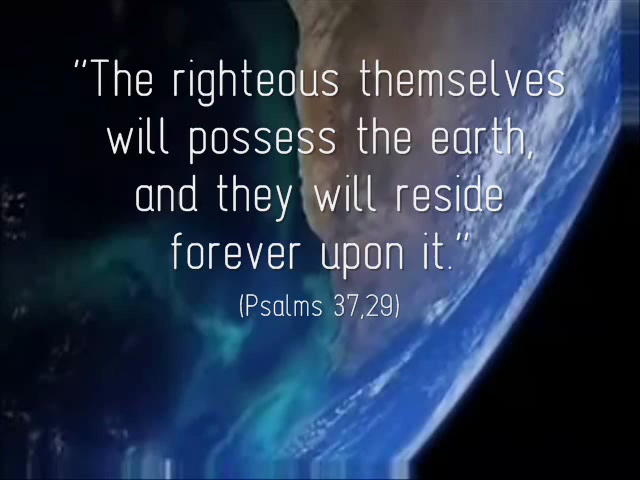 "The righteous themselves
will possess the earth,
and they will reside
forever upon it."
(Psalms 37,29)